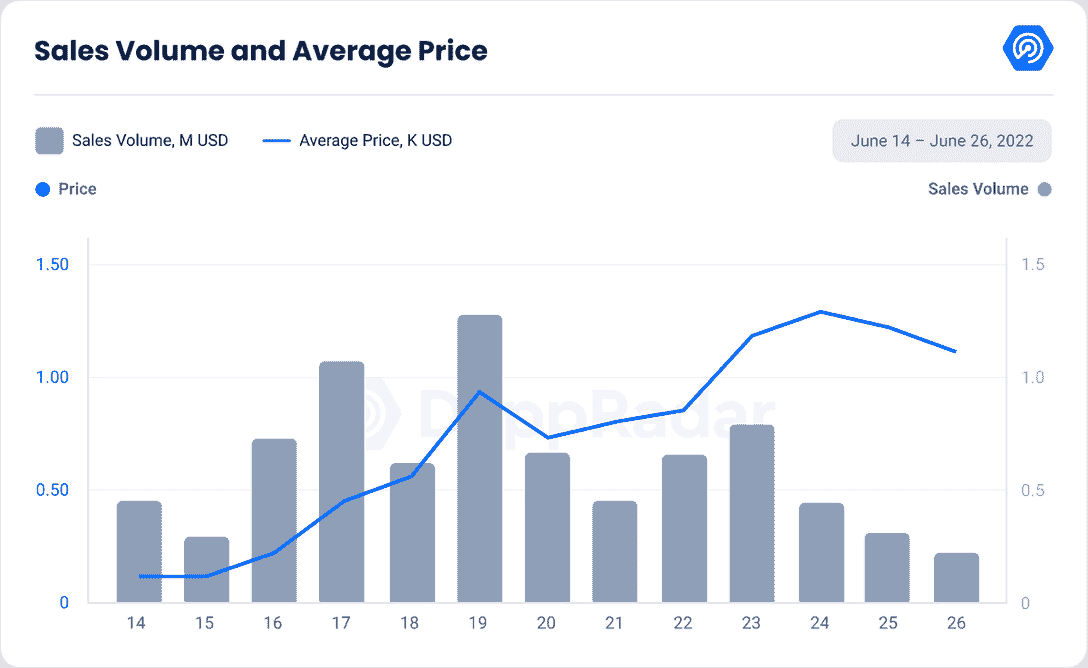 Sales Volume and Average Price
Sales Volume, M USD
Average Price, K USD
June 14 – June 26, 2022
Price
Sales Volume
1.50
1.5
1.00
1.0
DappRadar
0.50
0.5
0
0
14 15 16 17 18 19 20 21 22 23 24 25 26